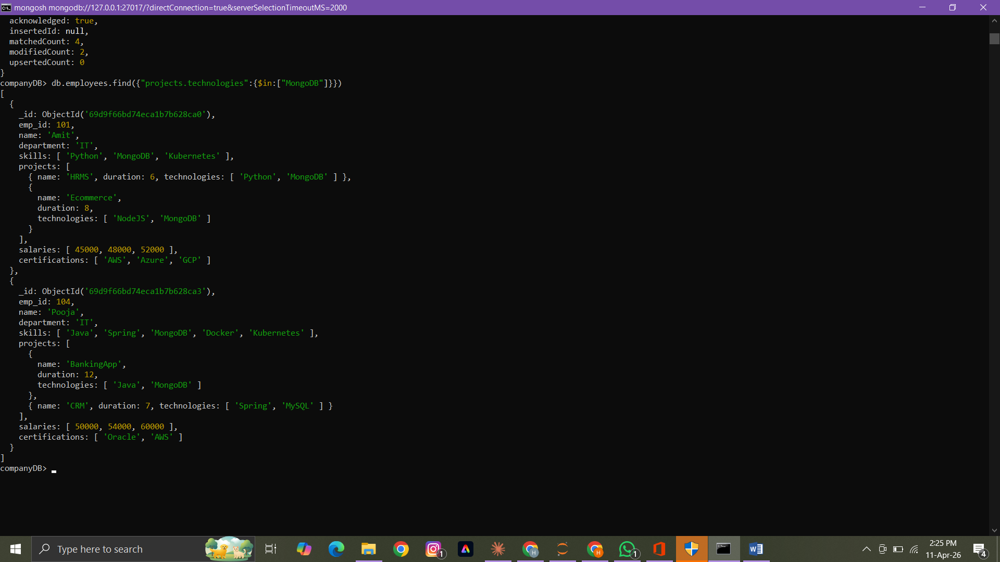 mongosh mongodb://127.0.0.1:27017/?directConnection=true&serverSelectionTimeoutMS=2000
  acknowledged: true,
  insertedId: null,
  matchedCount: 4,
  modifiedCount: 2,
  upsertedCount: 0
}
companyDB> db.employees.find({"projects.technologies":{$in:["MongoDB"]}})
[
  {
    _id: ObjectId('69d9f66bd74eca1b7b628ca0'),
    emp_id: 101,
    name: 'Amit',
    department: 'IT',
    skills: [ 'Python', 'MongoDB', 'Kubernetes' ],
    projects: [
      { name: 'HRMS', duration: 6, technologies: [ 'Python', 'MongoDB' ] },
      {
        name: 'Ecommerce',
        duration: 8,
        technologies: [ 'NodeJS', 'MongoDB' ]
      }
    ],
    salaries: [ 45000, 48000, 52000 ],
    certifications: [ 'AWS', 'Azure', 'GCP' ]
  },
  {
    _id: ObjectId('69d9f66bd74eca1b7b628ca3'),
    emp_id: 104,
    name: 'Pooja',
    department: 'IT',
    skills: [ 'Java', 'Spring', 'MongoDB', 'Docker', 'Kubernetes' ],
    projects: [
      {
        name: 'BankingApp',
        duration: 12,
        technologies: [ 'Java', 'MongoDB' ]
      },
      { name: 'CRM', duration: 7, technologies: [ 'Spring', 'MySQL' ] }
    ],
    salaries: [ 50000, 54000, 60000 ],
    certifications: [ 'Oracle', 'AWS' ]
  }
]
companyDB>
Type here to search
1
H
H
1
2:25 PM
11-Apr-26
4